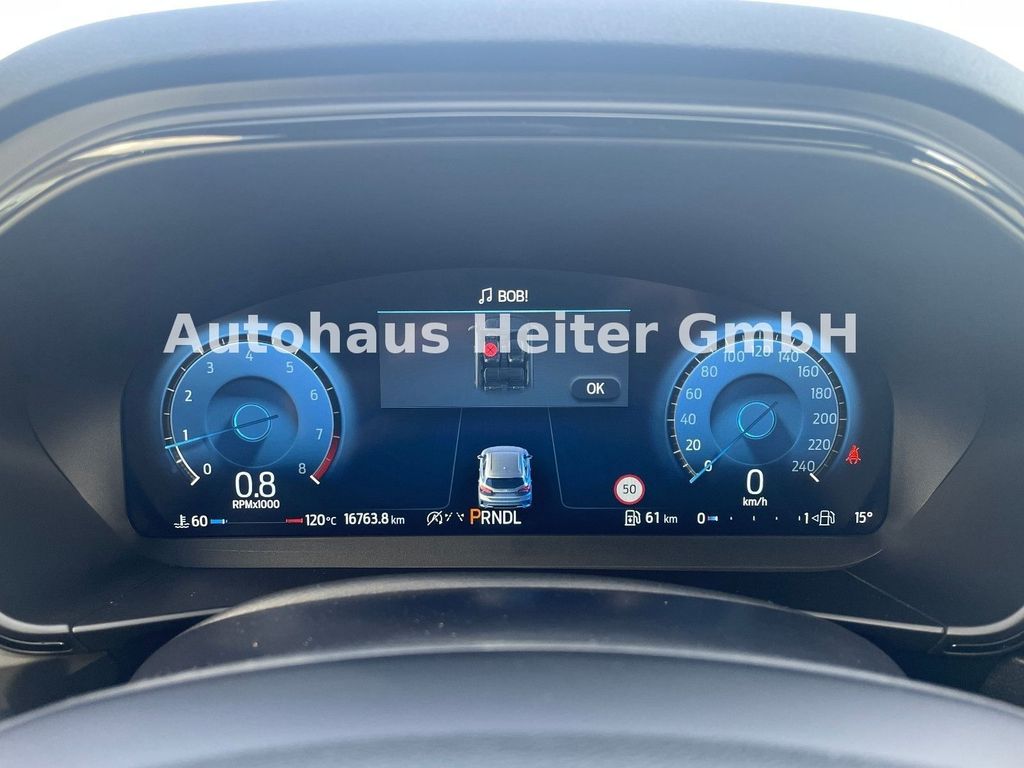 BOB!
Autohaus Heiter GmbH
OK
0 1 2 3 4 5 6 7 8
0.8
RPMx1000
0 20 40 60 80 100 120 140 160 180 200 220 240
0
km/h
50
60 120°C 16763.8 km PRNDL 61 km 0 1 15°